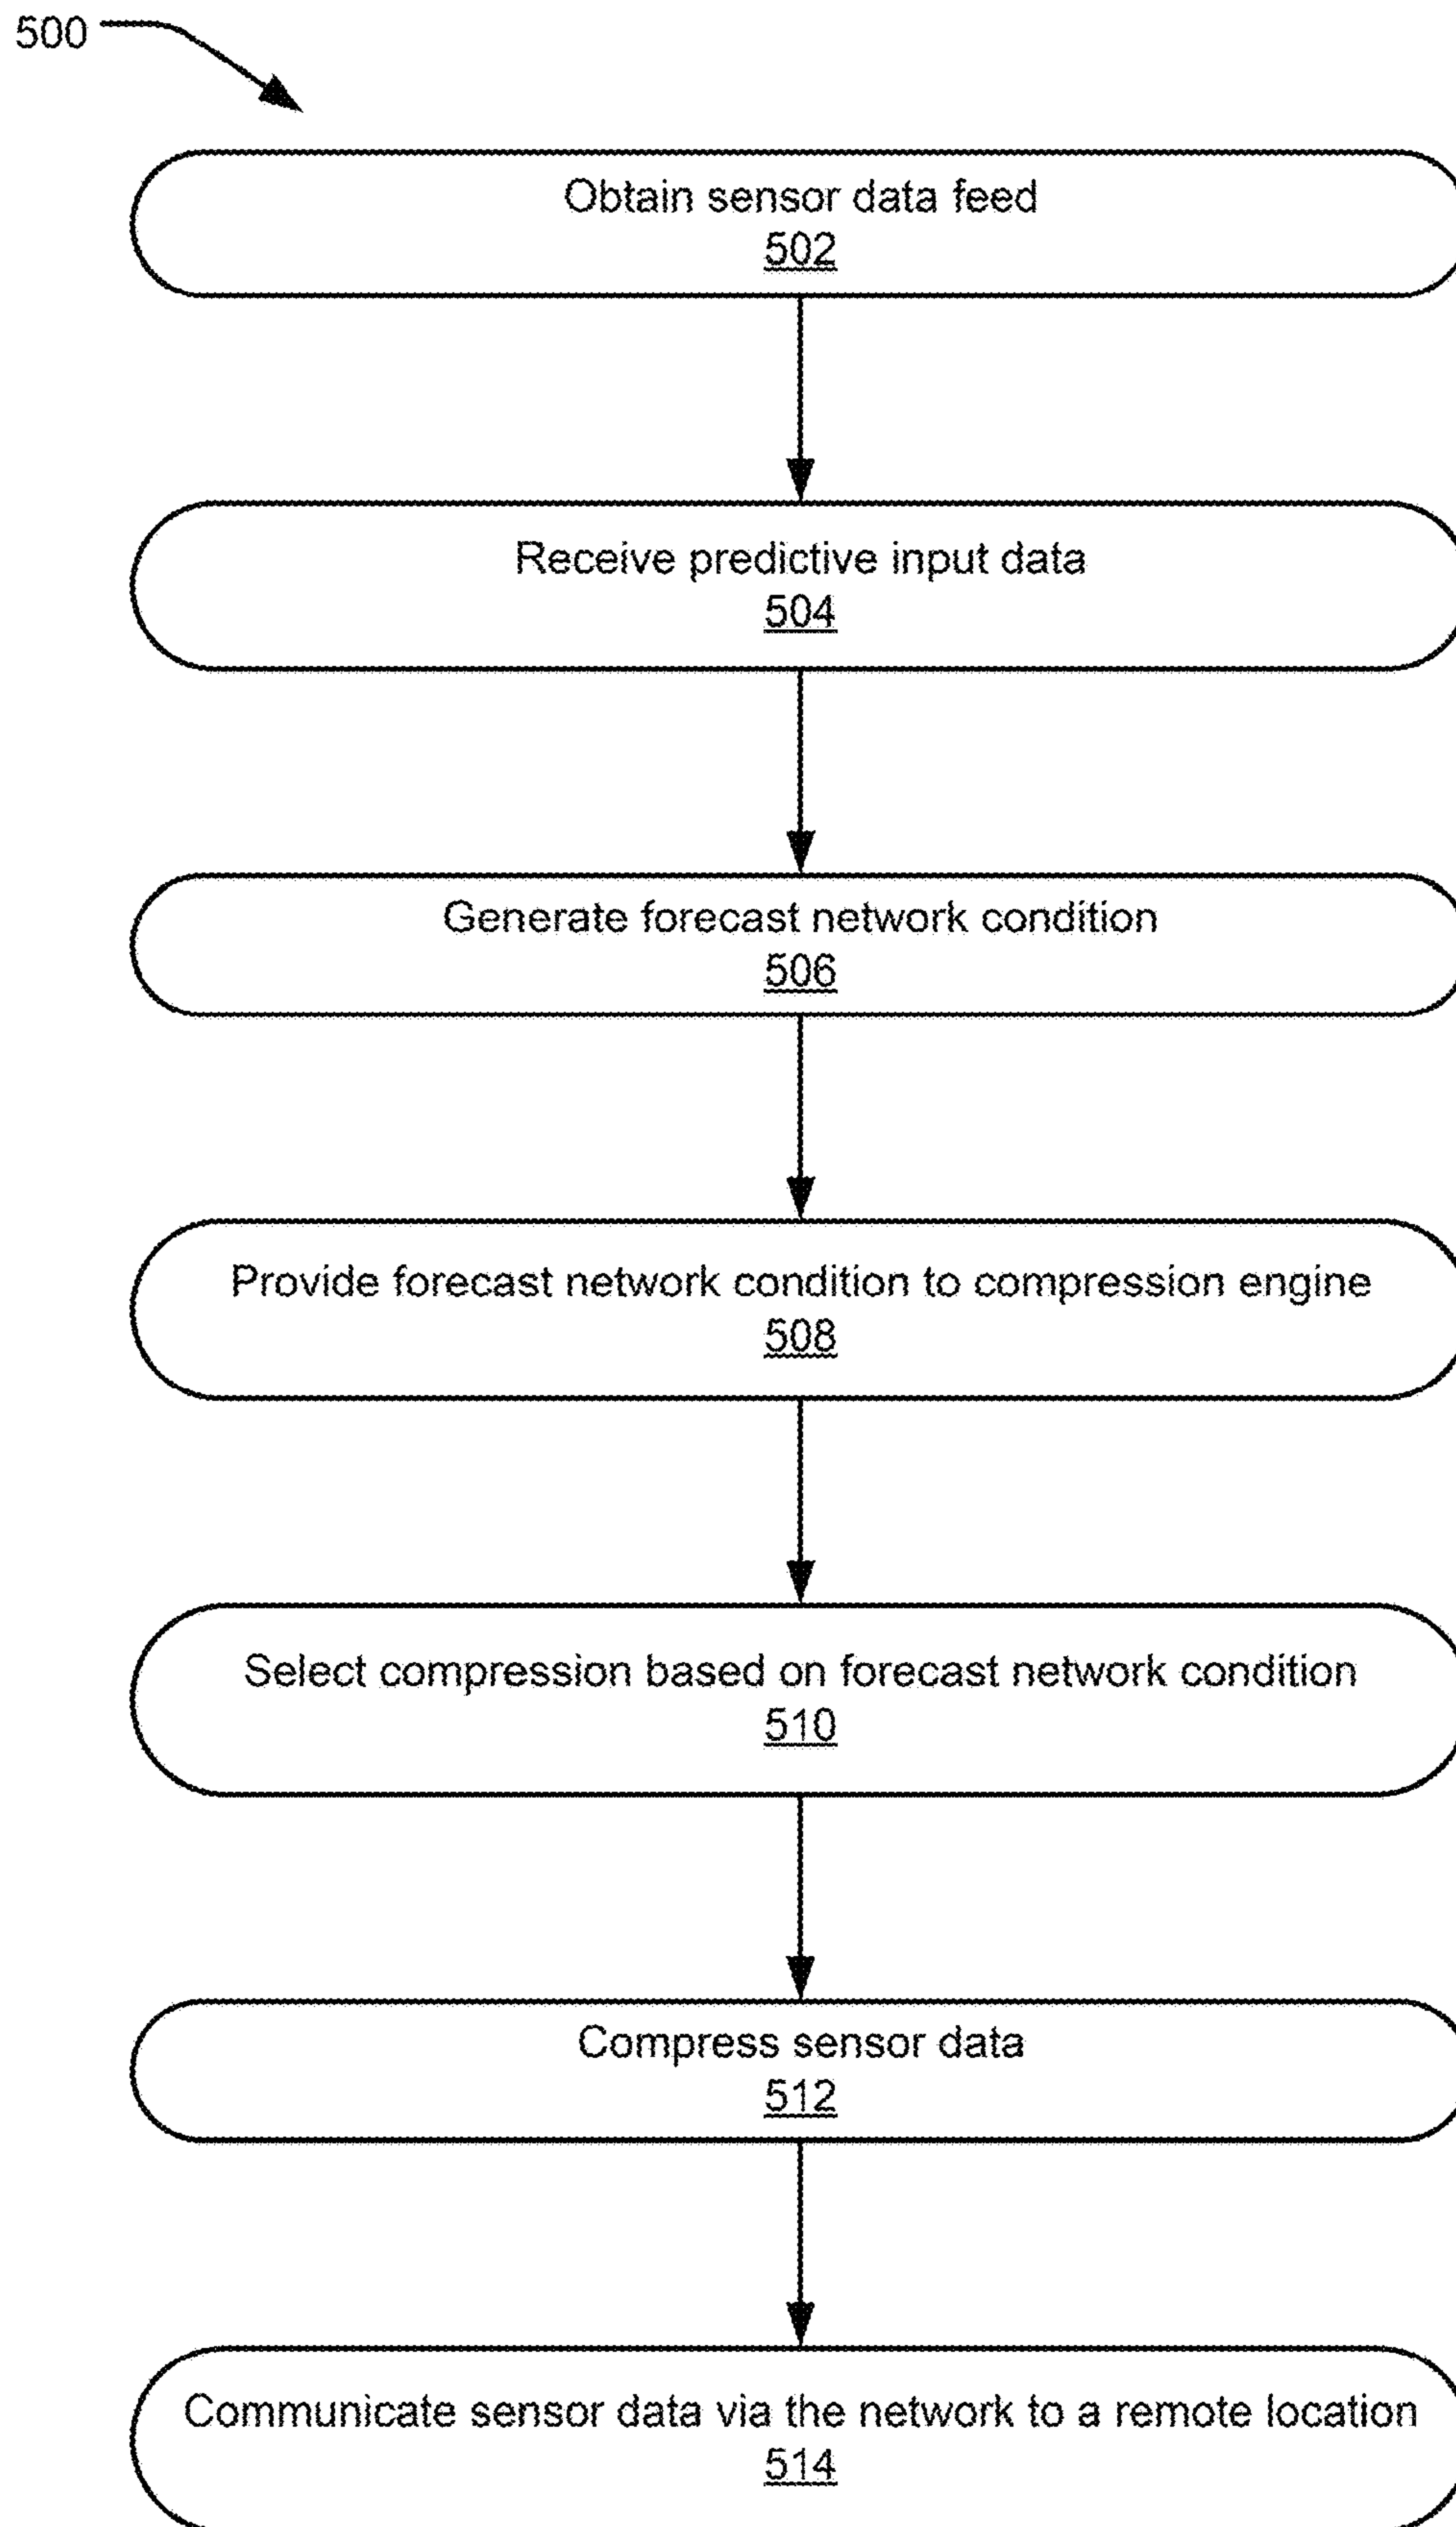 500
Obtain sensor data feed
502
Receive predictive input data
504
Generate forecast network condition
506
Provide forecast network condition to compression engine
508
Select compression based on forecast network condition
510
Compress sensor data
512
Communicate sensor data via the network to a remote location
514